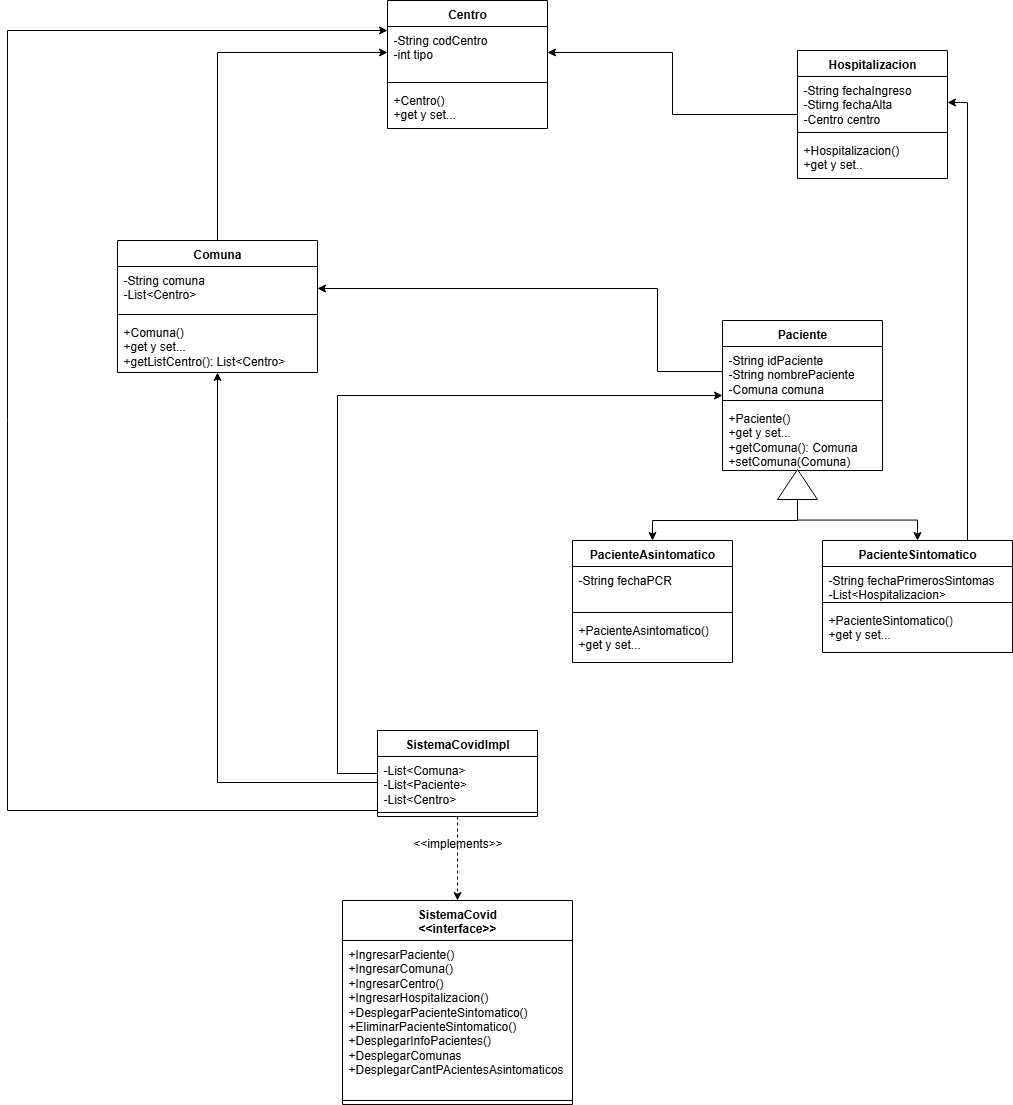 Centro
-String codCentro
-int tipo
+Centro()
+get y set...
Hospitalizacion
-String fechaIngreso
-Stirng fechaAlta
-Centro centro
+Hospitalizacion()
+get y set..
Comuna
-String comuna
-List<Centro>
+Comuna()
+get y set...
+getListCentro(): List<Centro>
Paciente
-String idPaciente
-String nombrePaciente
-Comuna comuna
+Paciente()
+get y set...
+getComuna(): Comuna
+setComuna(Comuna)
PacienteAsintomatico
-String fechaPCR
+PacienteAsintomatico()
+get y set...
PacienteSintomatico
-String fechaPrimerosSintomas
-List<Hospitalizacion>
+PacienteSintomatico()
+get y set...
SistemaCovidImpl
-List<Comuna>
-List<Paciente>
-List<Centro>
<<implements>>
SistemaCovid
<<interface>>
+IngresarPaciente()
+IngresarComuna()
+IngresarCentro()
+IngresarHospitalizacion()
+DesplegarPacienteSintomatico()
+EliminarPacienteSintomatico()
+DesplegarInfoPacientes()
+DesplegarComunas
+DesplegarCantPAcientesAsintomaticos